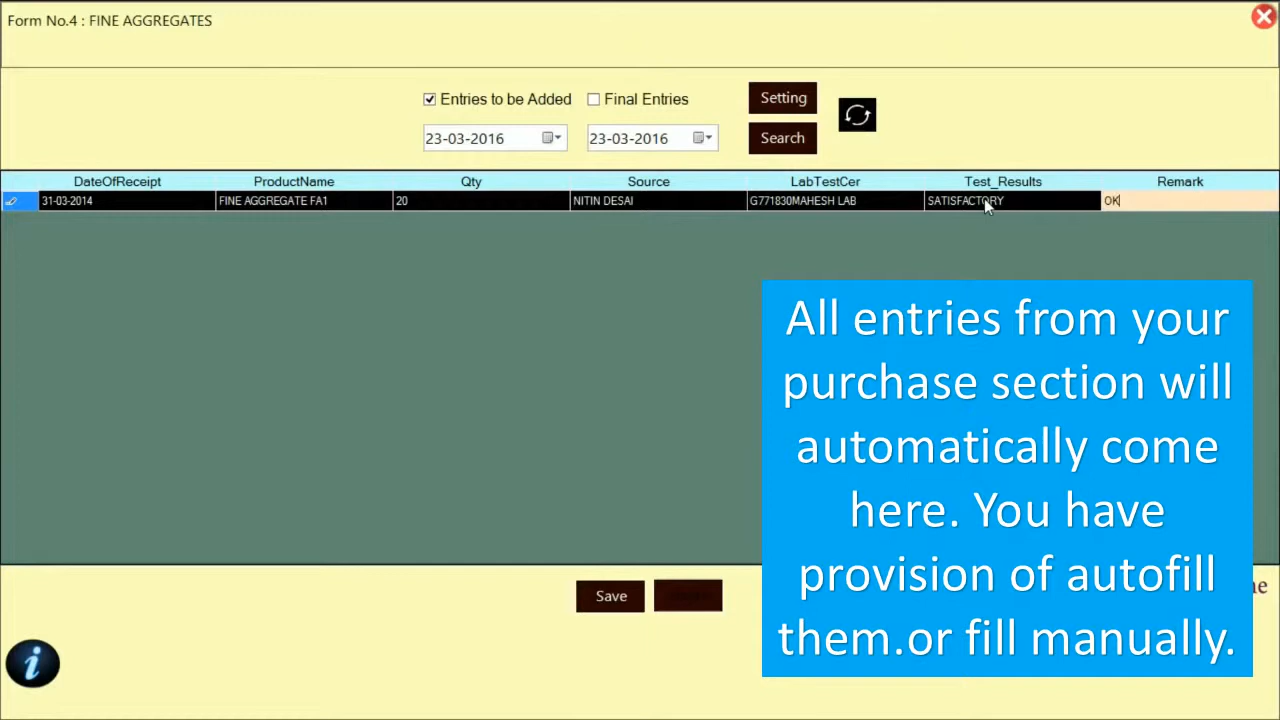 Form No.4 : FINE AGGREGATES
Entries to be Added Final Entries Setting
23-03-2016 23-03-2016 Search
DateOfReceipt ProductName Qty Source LabTestCer Test_Results Remark
31-03-2014 FINE AGGREGATE FA1 20 NITIN DESAI G771830MAHESH LAB SATISFACTORY OK
All entries from your
purchase section will
automatically come
here. You have
provision of autofill
them.or fill manually.
Save